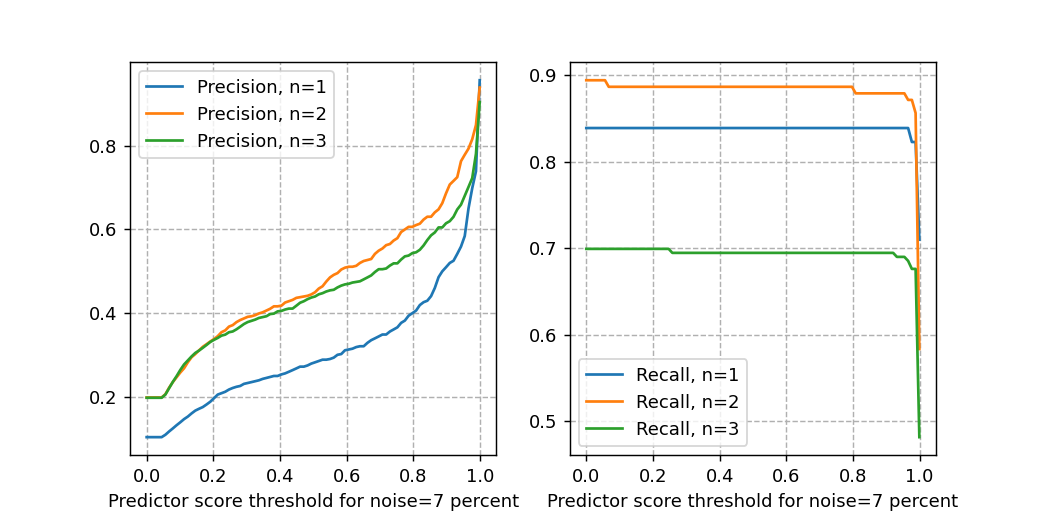 Precision, n=1
Precision, n=2
Precision, n=3
0.8
0.6
0.4
0.2
0.0 0.2 0.4 0.6 0.8 1.0
Predictor score threshold for noise=7 percent
0.9
0.8
0.7
0.6
0.5
Recall, n=1
Recall, n=2
Recall, n=3
0.0 0.2 0.4 0.6 0.8 1.0
Predictor score threshold for noise=7 percent